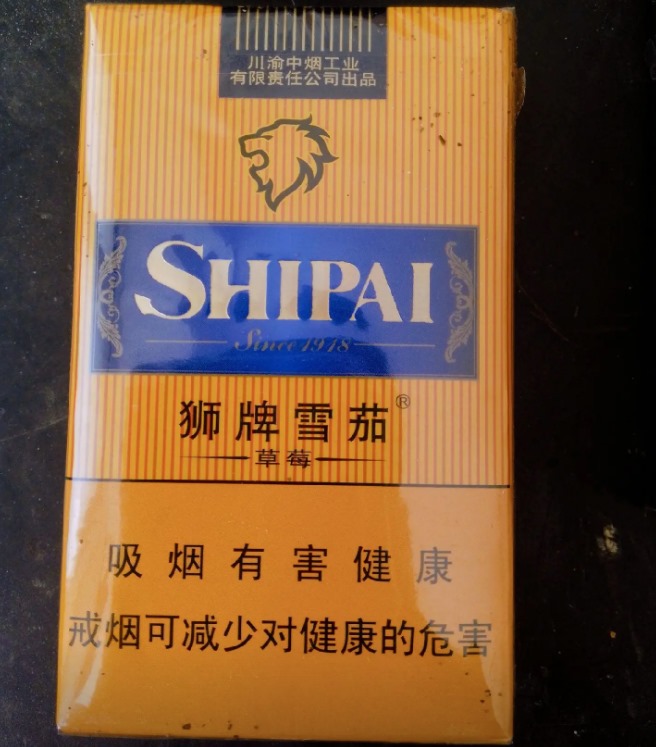 川渝中烟工业
有限责任公司出品
SHIPAI
Since 1918
狮牌雪茄®
草莓
吸烟有害健康
戒烟可减少对健康的危害